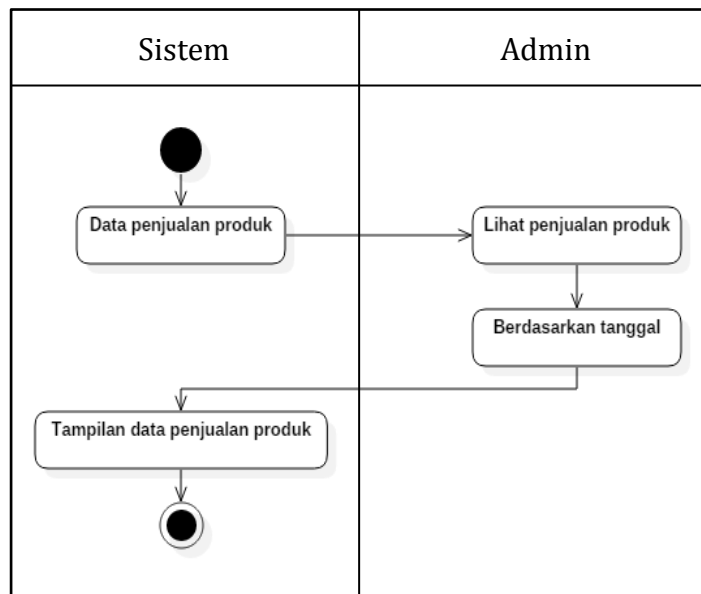 Sistem
Admin
Data penjualan produk
Lihat penjualan produk
Berdasarkan tanggal
Tampilan data penjualan produk